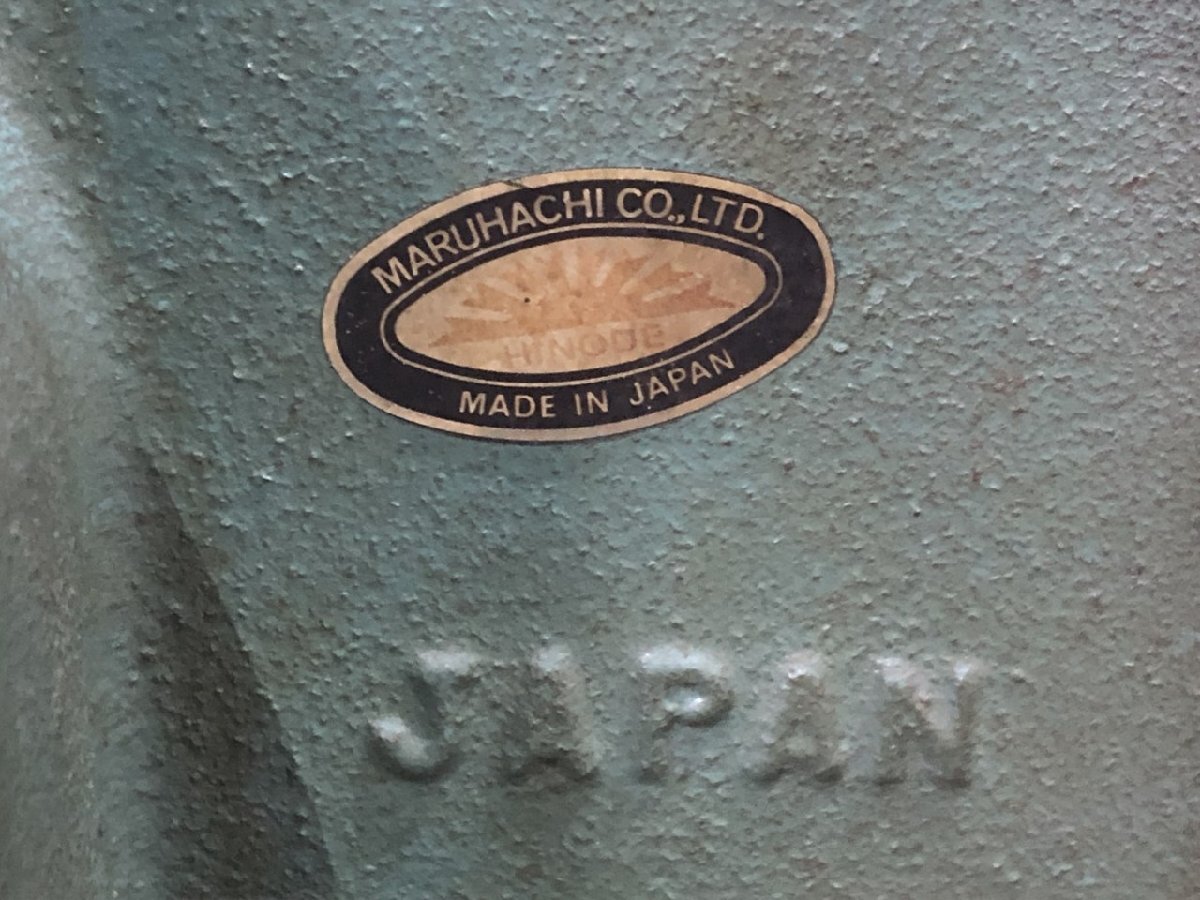 MARUHACHI CO., LTD.
HINODE
MADE IN JAPAN
JAPAN